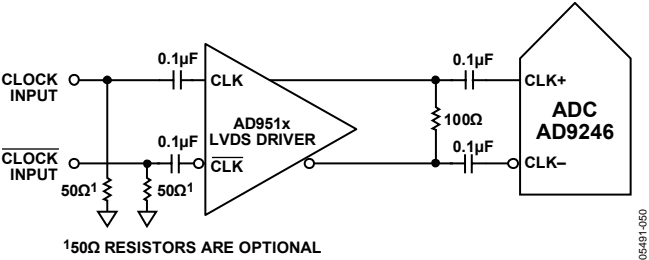 CLOCK
INPUT
0.1µF
CLK
CLOCK
INPUT
0.1µF
CLK
50Ω¹
50Ω¹
AD951x
LVDS DRIVER
0.1µF
100Ω
0.1µF
CLK+
ADC
AD9246
CLK–
¹50Ω RESISTORS ARE OPTIONAL
05491-050